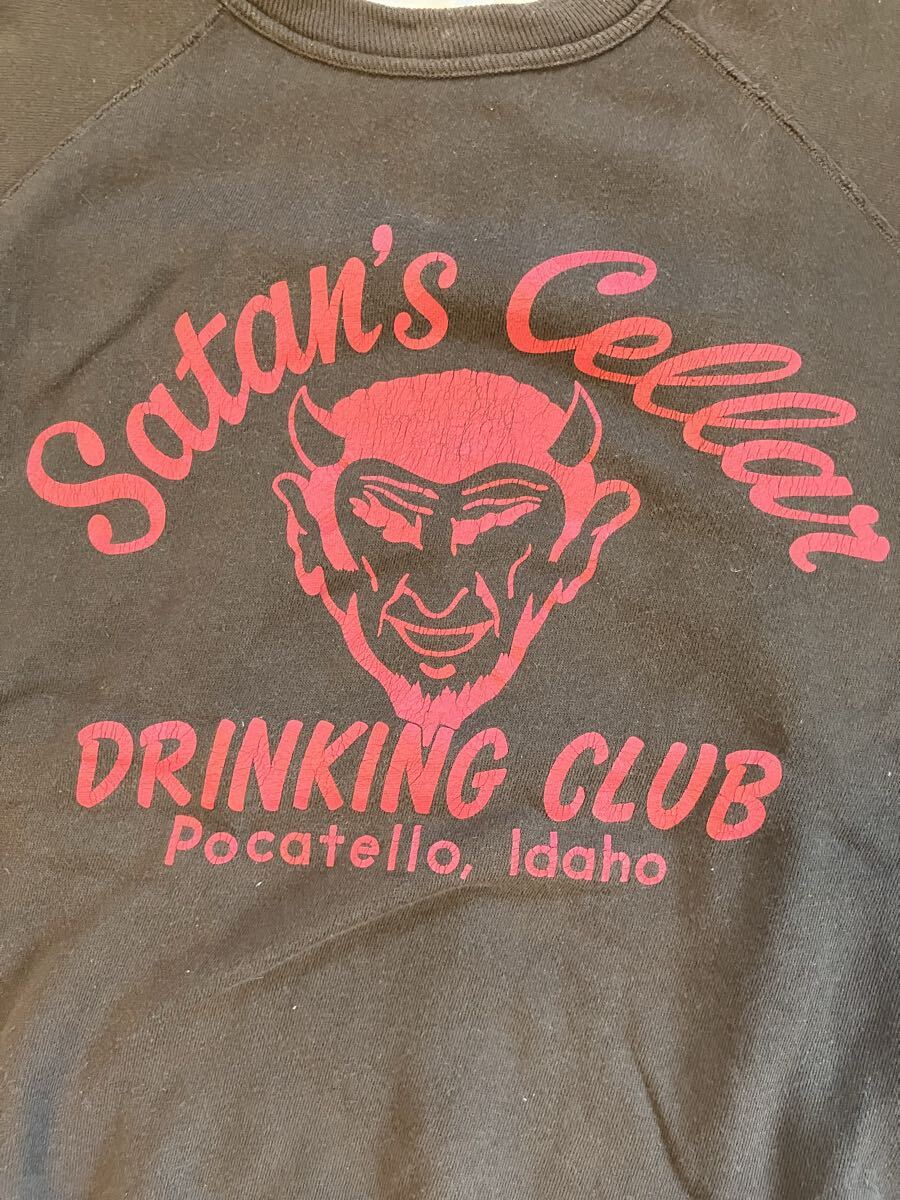 Satan's Cellar
DRINKING CLUB
Pocatello, Idaho